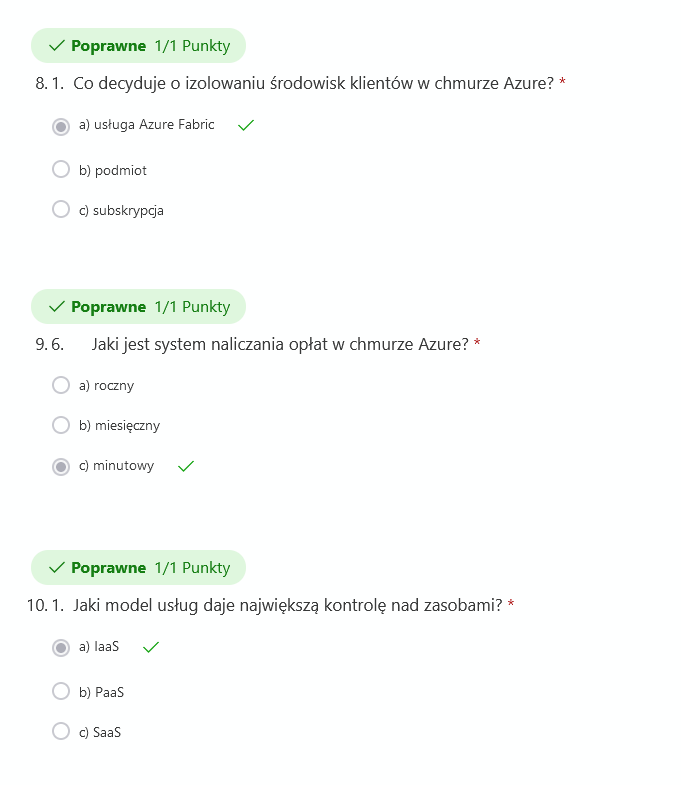 Poprawne 1/1 Punkty
8. 1. Co decyduje o izolowaniu środowisk klientów w chmurze Azure? *
a) usługa Azure Fabric
b) podmiot
c) subskrypcja
Poprawne 1/1 Punkty
9. 6. Jaki jest system naliczania opłat w chmurze Azure? *
a) roczny
b) miesięczny
c) minutowy
Poprawne 1/1 Punkty
10. 1. Jaki model usług daje największą kontrolę nad zasobami? *
a) IaaS
b) PaaS
c) SaaS